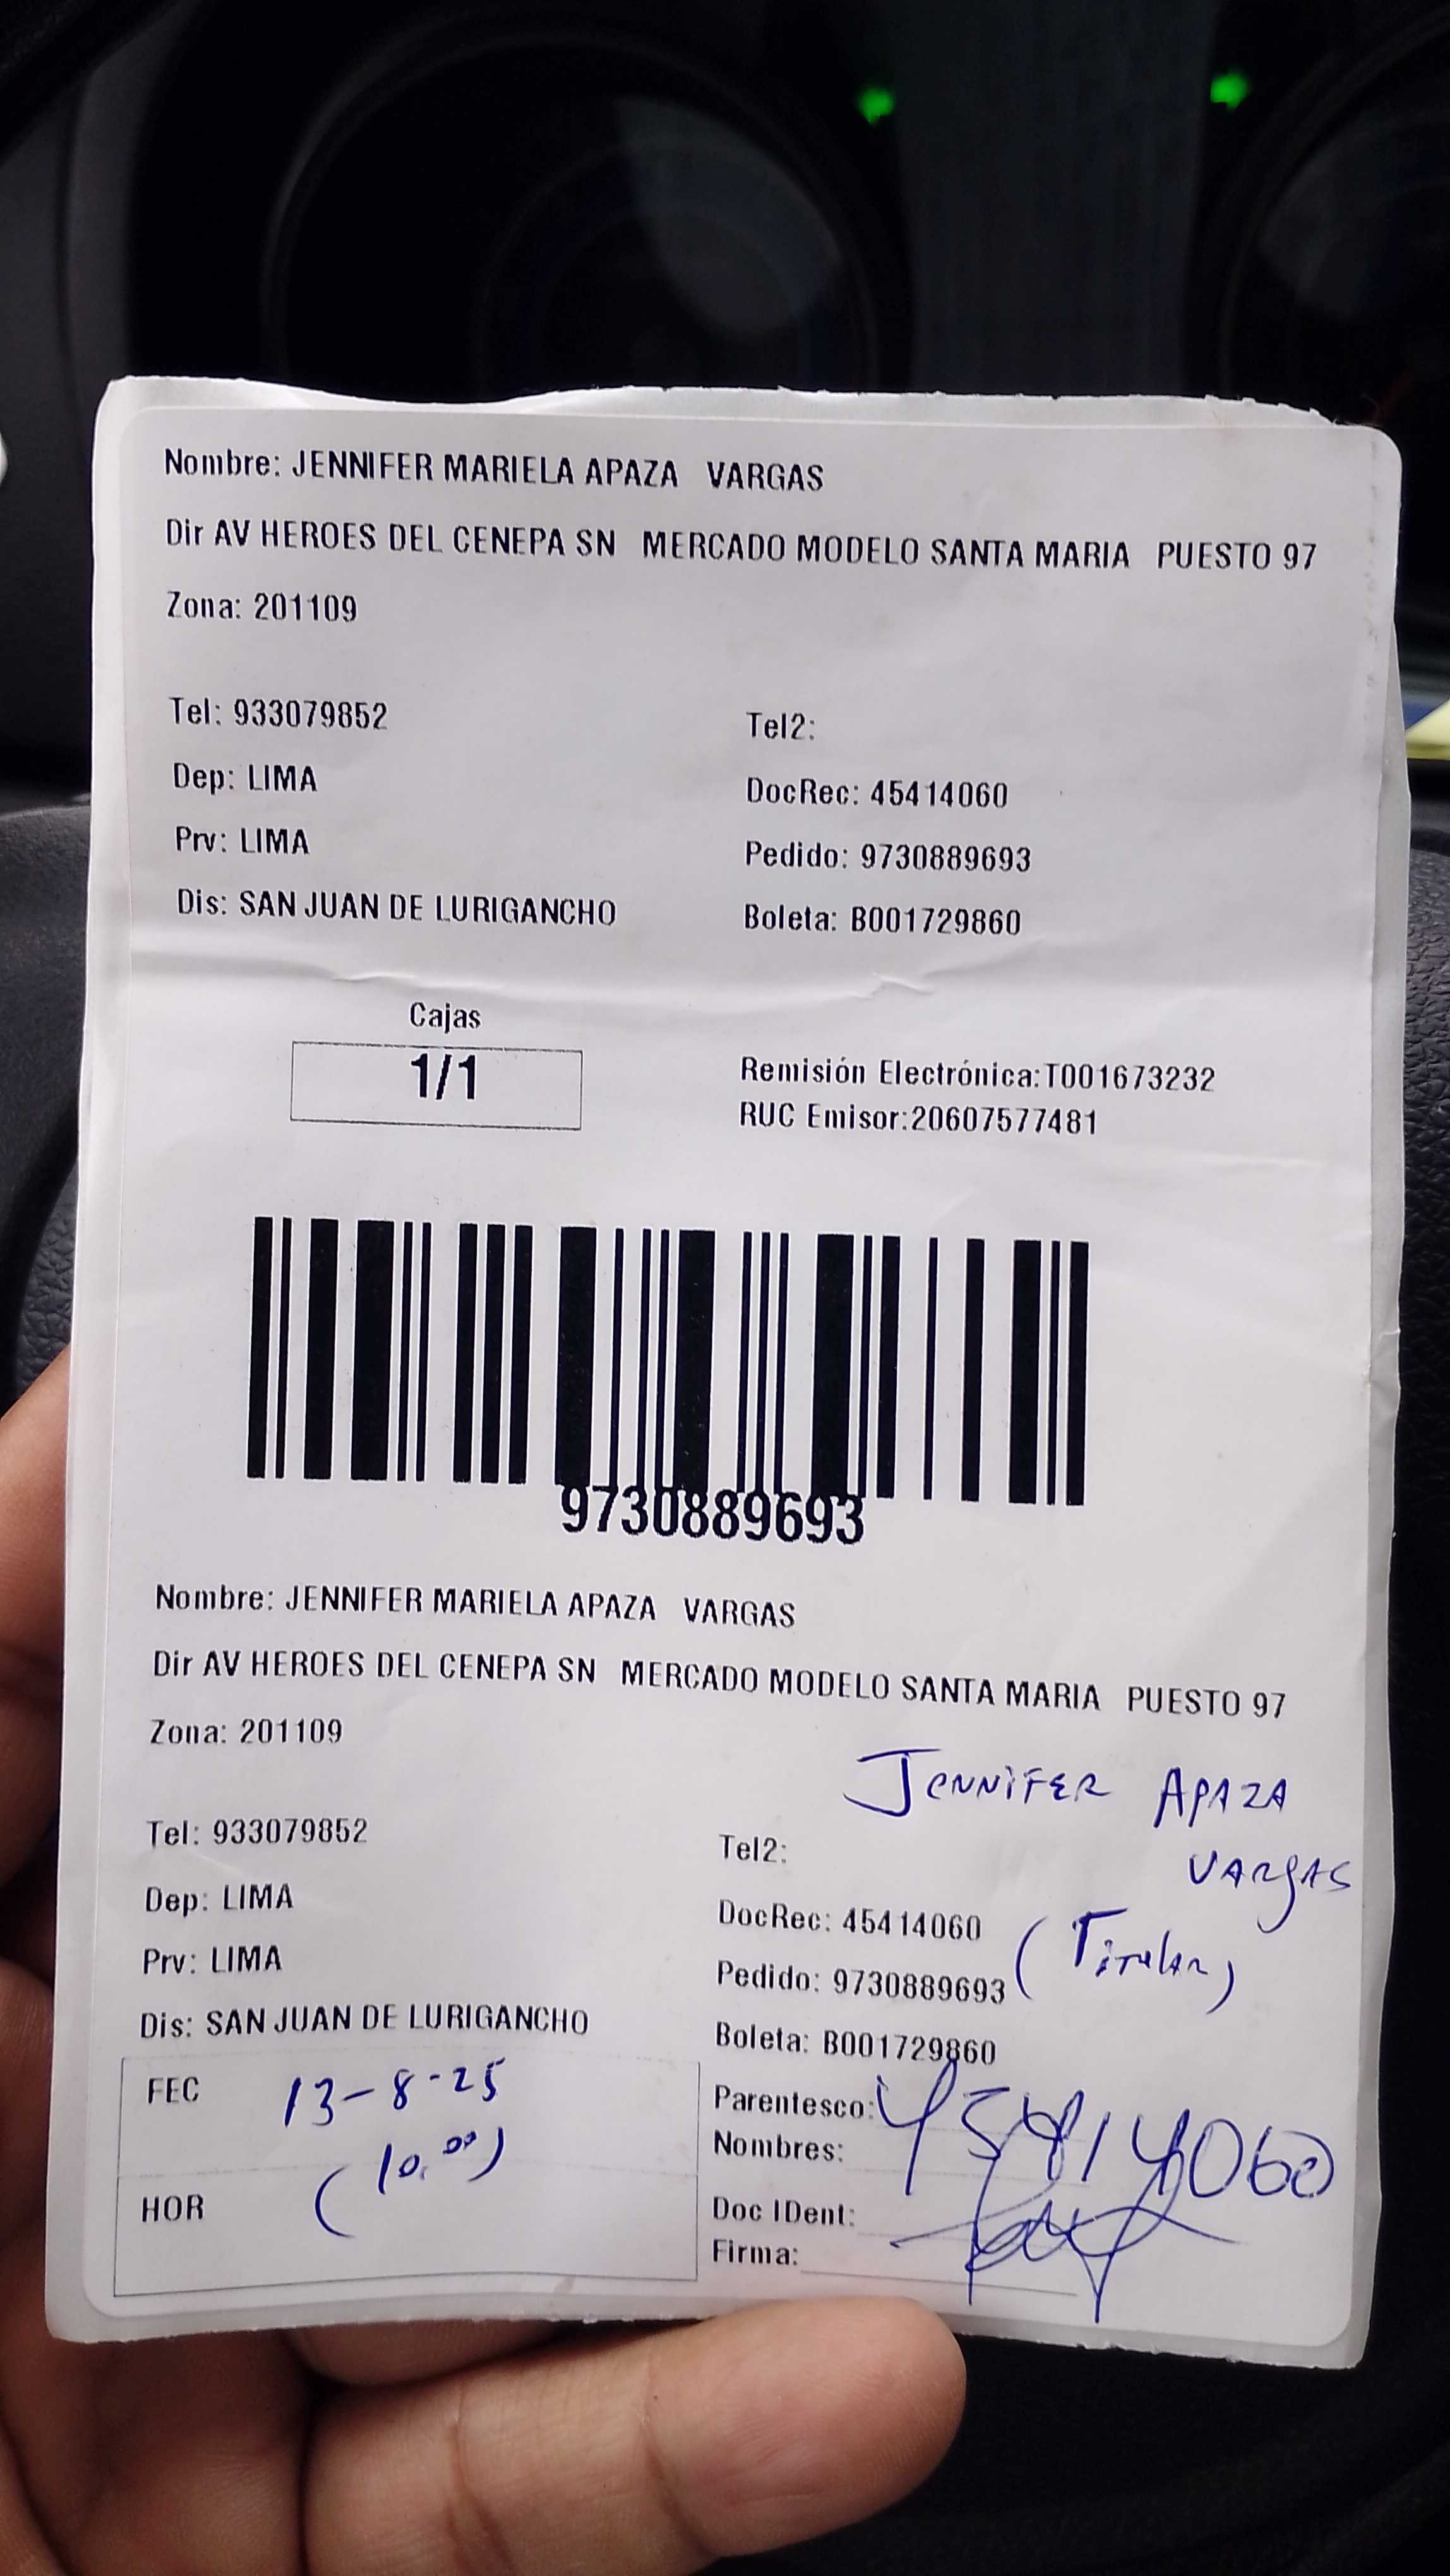 Nombre: JENNIFER MARIELA APAZA VARGAS
Dir AV HEROES DEL CENEPA SN MERCADO MODELO SANTA MARIA PUESTO 97
Zona: 201109
Tel: 933079852 Tel2:
Dep: LIMA DocRec: 45414060
Prv: LIMA Pedido: 9730889693
Dis: SAN JUAN DE LURIGANCHO Boleta: B001729860
Cajas
1/1
Remisión Electrónica:T001673232
RUC Emisor:20607577481
9730889693
Nombre: JENNIFER MARIELA APAZA VARGAS
Dir AV HEROES DEL CENEPA SN MERCADO MODELO SANTA MARIA PUESTO 97
Zona: 201109
JENNIFER APAZA
VARGAS
Tel: 933079852 Tel2:
Dep: LIMA DocRec: 45414060
(Titular)
Prv: LIMA Pedido: 9730889693
Dis: SAN JUAN DE LURIGANCHO Boleta: B001729860
FEC 13-8-25
(10.00)
HOR
Parentesco: 45414060
Nombres:
Doc IDent:
Firma: